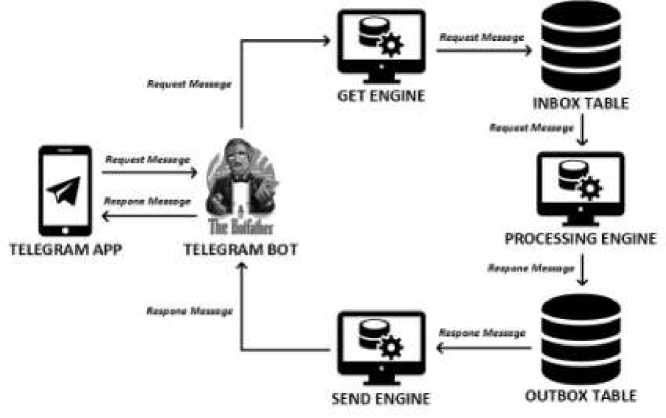 Request Message
GET ENGINE
Request Message
INBOX TABLE
Request Message
PROCESSING ENGINE
Respone Message
OUTBOX TABLE
Respone Message
SEND ENGINE
Respone Message
Request Message
Respone Message
TELEGRAM APP
The Botfather
TELEGRAM BOT